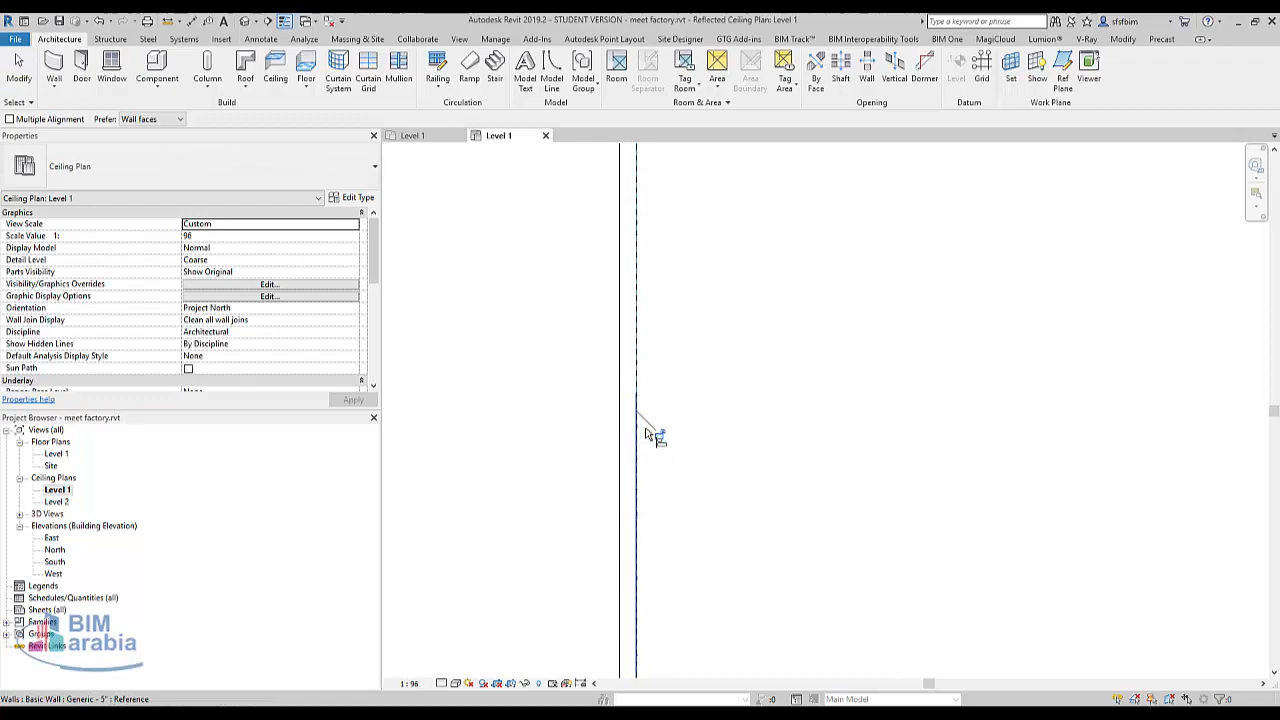 Autodesk Revit 2019.2 - STUDENT VERSION - meet factory.rvt - Reflected Ceiling Plan: Level 1
Type a keyword or phrase
sfsfbim
File Architecture Structure Steel Systems Insert Annotate Analyze Massing & Site Collaborate View Manage Add-Ins Autodesk Point Layout Site Designer GTG Add-ins BIM Track™ BIM Interoperability Tools BIM One MagiCloud Lumion® V-Ray Modify Precast
Modify Wall Door Window Component Column Roof Ceiling Floor Curtain System Curtain Grid Mullion Railing Ramp Stair Model Text Model Line Model Group Room Room Separator Tag Room Area Area Boundary Tag Area By Face Shaft Wall Vertical Dormer Level Grid Set Show Ref Plane Viewer
Select Build Circulation Model Room & Area Opening Datum Work Plane
Multiple Alignment Prefer: Wall faces
Properties
Level 1
Level 1
Ceiling Plan
Ceiling Plan: Level 1
Edit Type
Graphics
View Scale Custom
Scale Value 1: 96
Display Model Normal
Detail Level Coarse
Parts Visibility Show Original
Visibility/Graphics Overrides Edit...
Graphic Display Options Edit...
Orientation Project North
Wall Join Display Clean all wall joins
Discipline Architectural
Show Hidden Lines By Discipline
Default Analysis Display Style None
Sun Path
Underlay
Properties help
Apply
Project Browser - meet factory.rvt
Views (all)
Floor Plans
Level 1
Site
Ceiling Plans
Level 1
Level 2
3D Views
Elevations (Building Elevation)
East
North
South
West
Legends
Schedules/Quantities (all)
Sheets (all)
Families
Groups
Revit Links
BIM
arabia
1 : 96
Walls : Basic Wall : Generic - 5" : Reference
:0
Main Model
:0